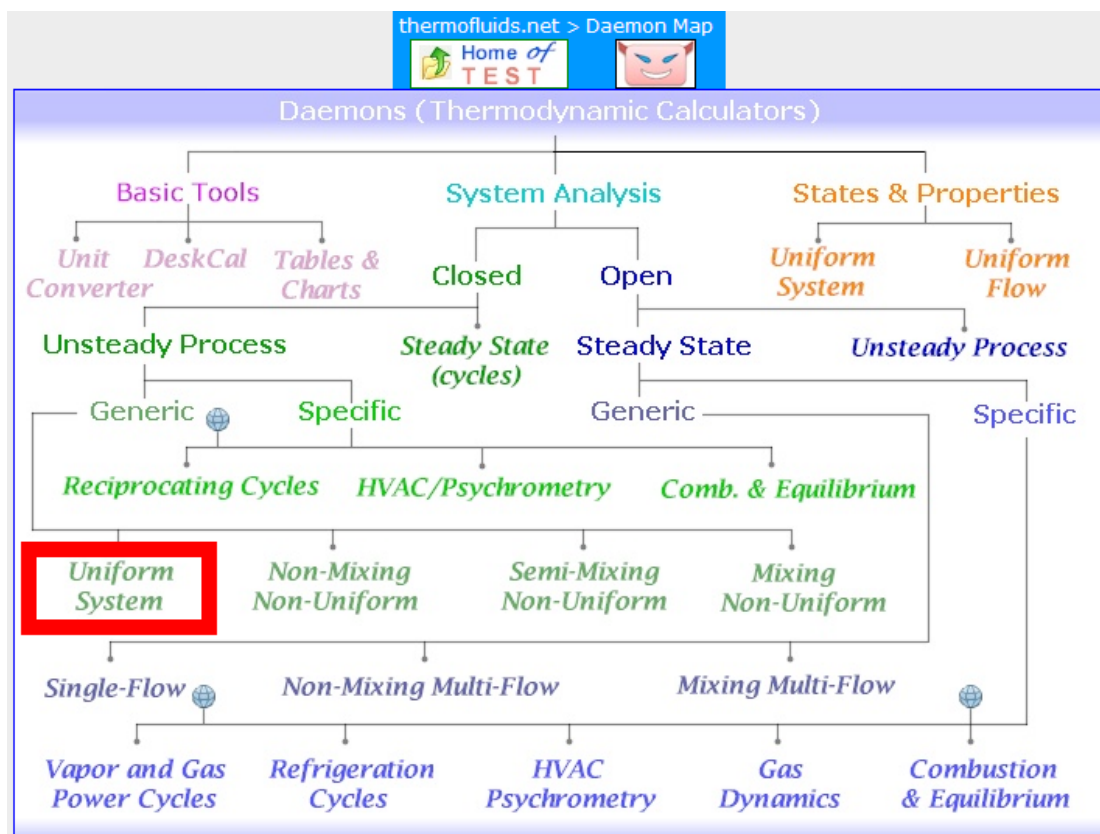 thermofluids.net > Daemon Map
Home of
TEST
Daemons (Thermodynamic Calculators)
Basic Tools
System Analysis
States & Properties
Unit
Converter
DeskCal
Tables &
Charts
Closed
Open
Uniform
System
Uniform
Flow
Unsteady Process
Steady State
(cycles)
Steady State
Unsteady Process
Generic
Specific
Generic
Specific
Reciprocating Cycles
HVAC/Psychrometry
Comb. & Equilibrium
Uniform
System
Non-Mixing
Non-Uniform
Semi-Mixing
Non-Uniform
Mixing
Non-Uniform
Single-Flow
Non-Mixing Multi-Flow
Mixing Multi-Flow
Vapor and Gas
Power Cycles
Refrigeration
Cycles
HVAC
Psychrometry
Gas
Dynamics
Combustion
& Equilibrium